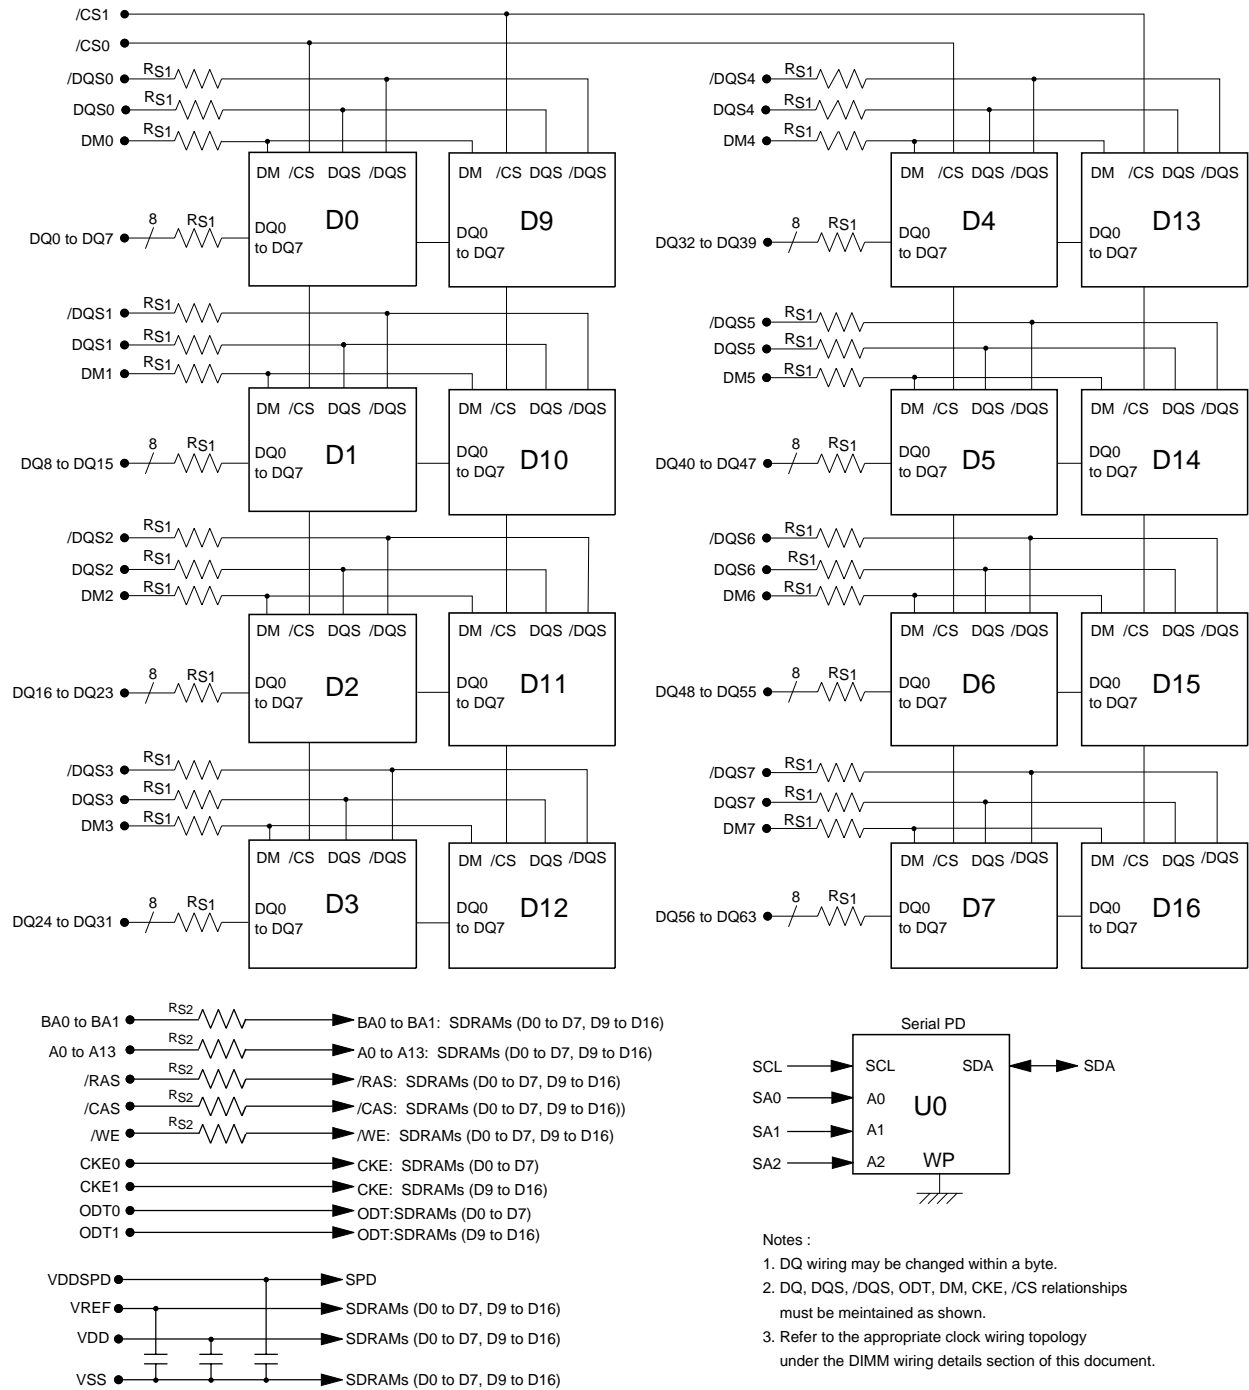 /CS1
/CS0
/DQS0 RS1
DQS0 RS1
DM0 RS1
/DQS4 RS1
DQS4 RS1
DM4 RS1
DM /CS DQS /DQS
DM /CS DQS /DQS
DM /CS DQS /DQS
DM /CS DQS /DQS
D0
D9
D4
D13
DQ0 to DQ7 8 RS1
DQ0
to DQ7
DQ0
to DQ7
DQ32 to DQ39 8 RS1
DQ0
to DQ7
DQ0
to DQ7
/DQS1 RS1
DQS1 RS1
DM1 RS1
/DQS5 RS1
DQS5 RS1
DM5 RS1
DM /CS DQS /DQS
DM /CS DQS /DQS
DM /CS DQS /DQS
DM /CS DQS /DQS
D1
D10
D5
D14
DQ8 to DQ15 8 RS1
DQ0
to DQ7
DQ0
to DQ7
DQ40 to DQ47 8 RS1
DQ0
to DQ7
DQ0
to DQ7
/DQS2 RS1
DQS2 RS1
DM2 RS1
/DQS6 RS1
DQS6 RS1
DM6 RS1
DM /CS DQS /DQS
DM /CS DQS /DQS
DM /CS DQS /DQS
DM /CS DQS /DQS
D2
D11
D6
D15
DQ16 to DQ23 8 RS1
DQ0
to DQ7
DQ0
to DQ7
DQ48 to DQ55 8 RS1
DQ0
to DQ7
DQ0
to DQ7
/DQS3 RS1
DQS3 RS1
DM3 RS1
/DQS7 RS1
DQS7 RS1
DM7 RS1
DM /CS DQS /DQS
DM /CS DQS /DQS
DM /CS DQS /DQS
DM /CS DQS /DQS
D3
D12
D7
D16
DQ24 to DQ31 8 RS1
DQ0
to DQ7
DQ0
to DQ7
DQ56 to DQ63 8 RS1
DQ0
to DQ7
DQ0
to DQ7
BA0 to BA1 RS2 BA0 to BA1: SDRAMs (D0 to D7, D9 to D16)
A0 to A13 RS2 A0 to A13: SDRAMs (D0 to D7, D9 to D16)
/RAS RS2 /RAS: SDRAMs (D0 to D7, D9 to D16)
/CAS RS2 /CAS: SDRAMs (D0 to D7, D9 to D16))
/WE RS2 /WE: SDRAMs (D0 to D7, D9 to D16)
CKE0 CKE: SDRAMs (D0 to D7)
CKE1 CKE: SDRAMs (D9 to D16)
ODT0 ODT:SDRAMs (D0 to D7)
ODT1 ODT:SDRAMs (D9 to D16)
VDDSPD SPD
VREF SDRAMs (D0 to D7, D9 to D16)
VDD SDRAMs (D0 to D7, D9 to D16)
VSS SDRAMs (D0 to D7, D9 to D16)
Serial PD
SCL SCL SDA SDA
SA0 A0
U0
SA1 A1
SA2 A2 WP
Notes :
1. DQ wiring may be changed within a byte.
2. DQ, DQS, /DQS, ODT, DM, CKE, /CS relationships
must be meintained as shown.
3. Refer to the appropriate clock wiring topology
under the DIMM wiring details section of this document.